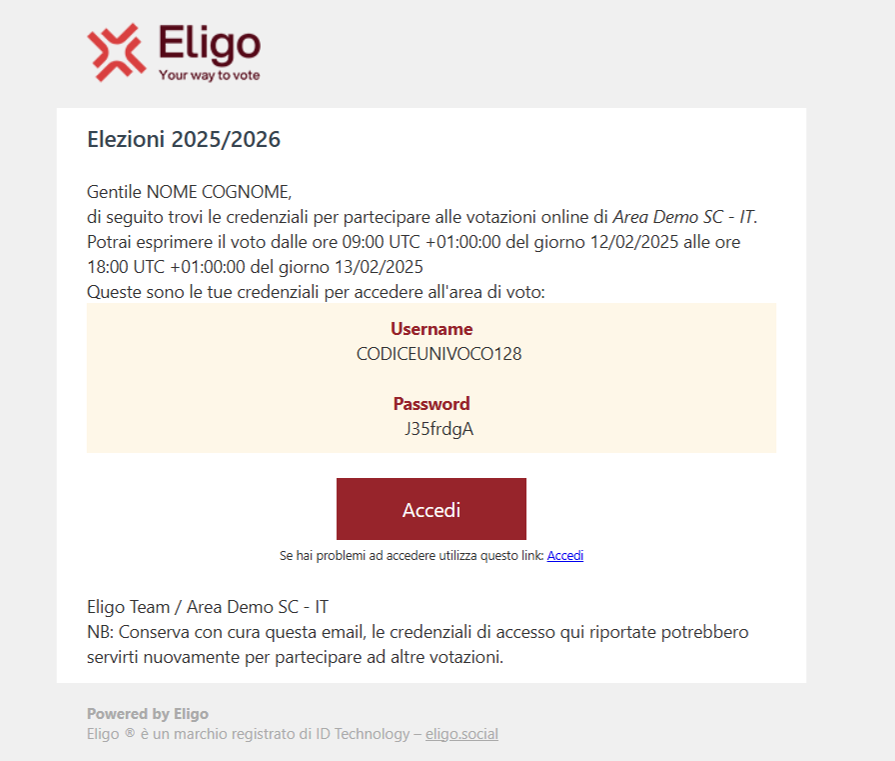 Eligo
Your way to vote
Elezioni 2025/2026
Gentile NOME COGNOME,
di seguito trovi le credenziali per partecipare alle votazioni online di Area Demo SC - IT.
Potrai esprimere il voto dalle ore 09:00 UTC +01:00:00 del giorno 12/02/2025 alle ore
18:00 UTC +01:00:00 del giorno 13/02/2025
Queste sono le tue credenziali per accedere all'area di voto:
Username
CODICEUNIVOCO128
Password
J35frdgA
Accedi
Se hai problemi ad accedere utilizza questo link: Accedi
Eligo Team / Area Demo SC - IT
NB: Conserva con cura questa email, le credenziali di accesso qui riportate potrebbero
servirti nuovamente per partecipare ad altre votazioni.
Powered by Eligo
Eligo ® è un marchio registrato di ID Technology – eligo.social